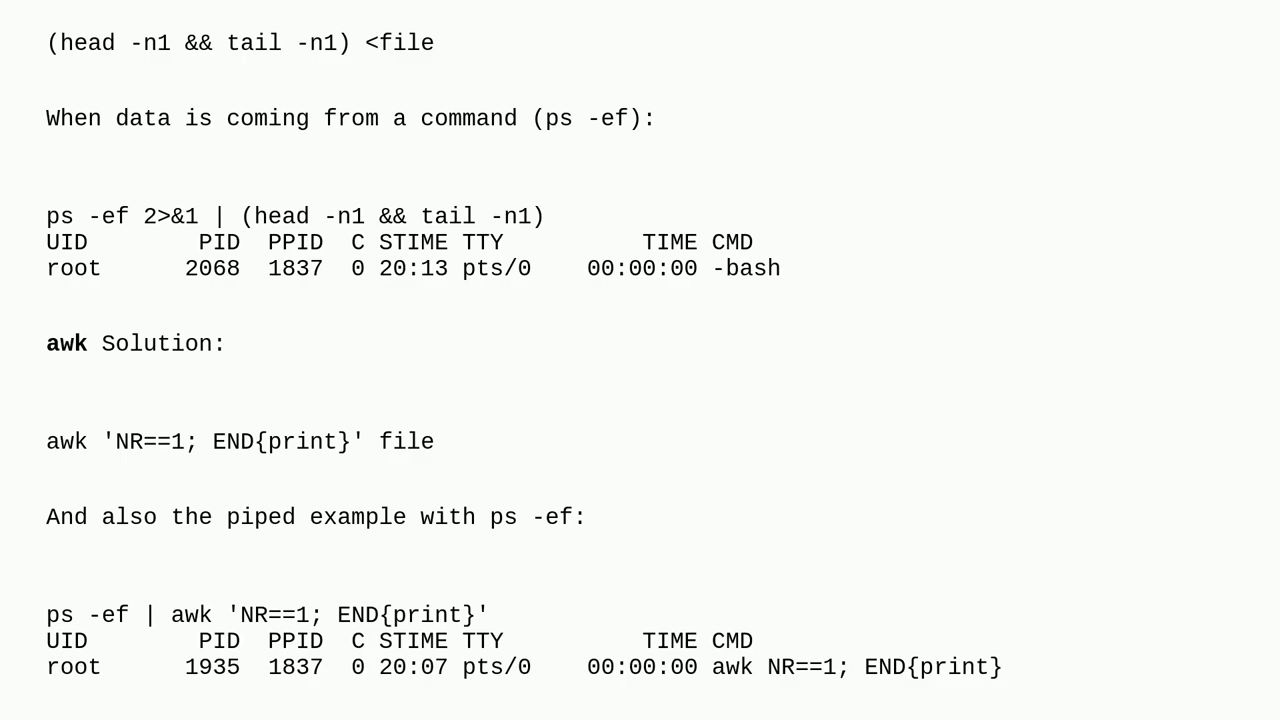 (head -n1 && tail -n1) <file
When data is coming from a command (ps -ef):
ps -ef 2>&1 | (head -n1 && tail -n1)
UID        PID  PPID  C STIME TTY          TIME CMD
root      2068  1837  0 20:13 pts/0    00:00:00 -bash
awk Solution:
awk 'NR==1; END{print}' file
And also the piped example with ps -ef:
ps -ef | awk 'NR==1; END{print}'
UID        PID  PPID  C STIME TTY          TIME CMD
root      1935  1837  0 20:07 pts/0    00:00:00 awk NR==1; END{print}